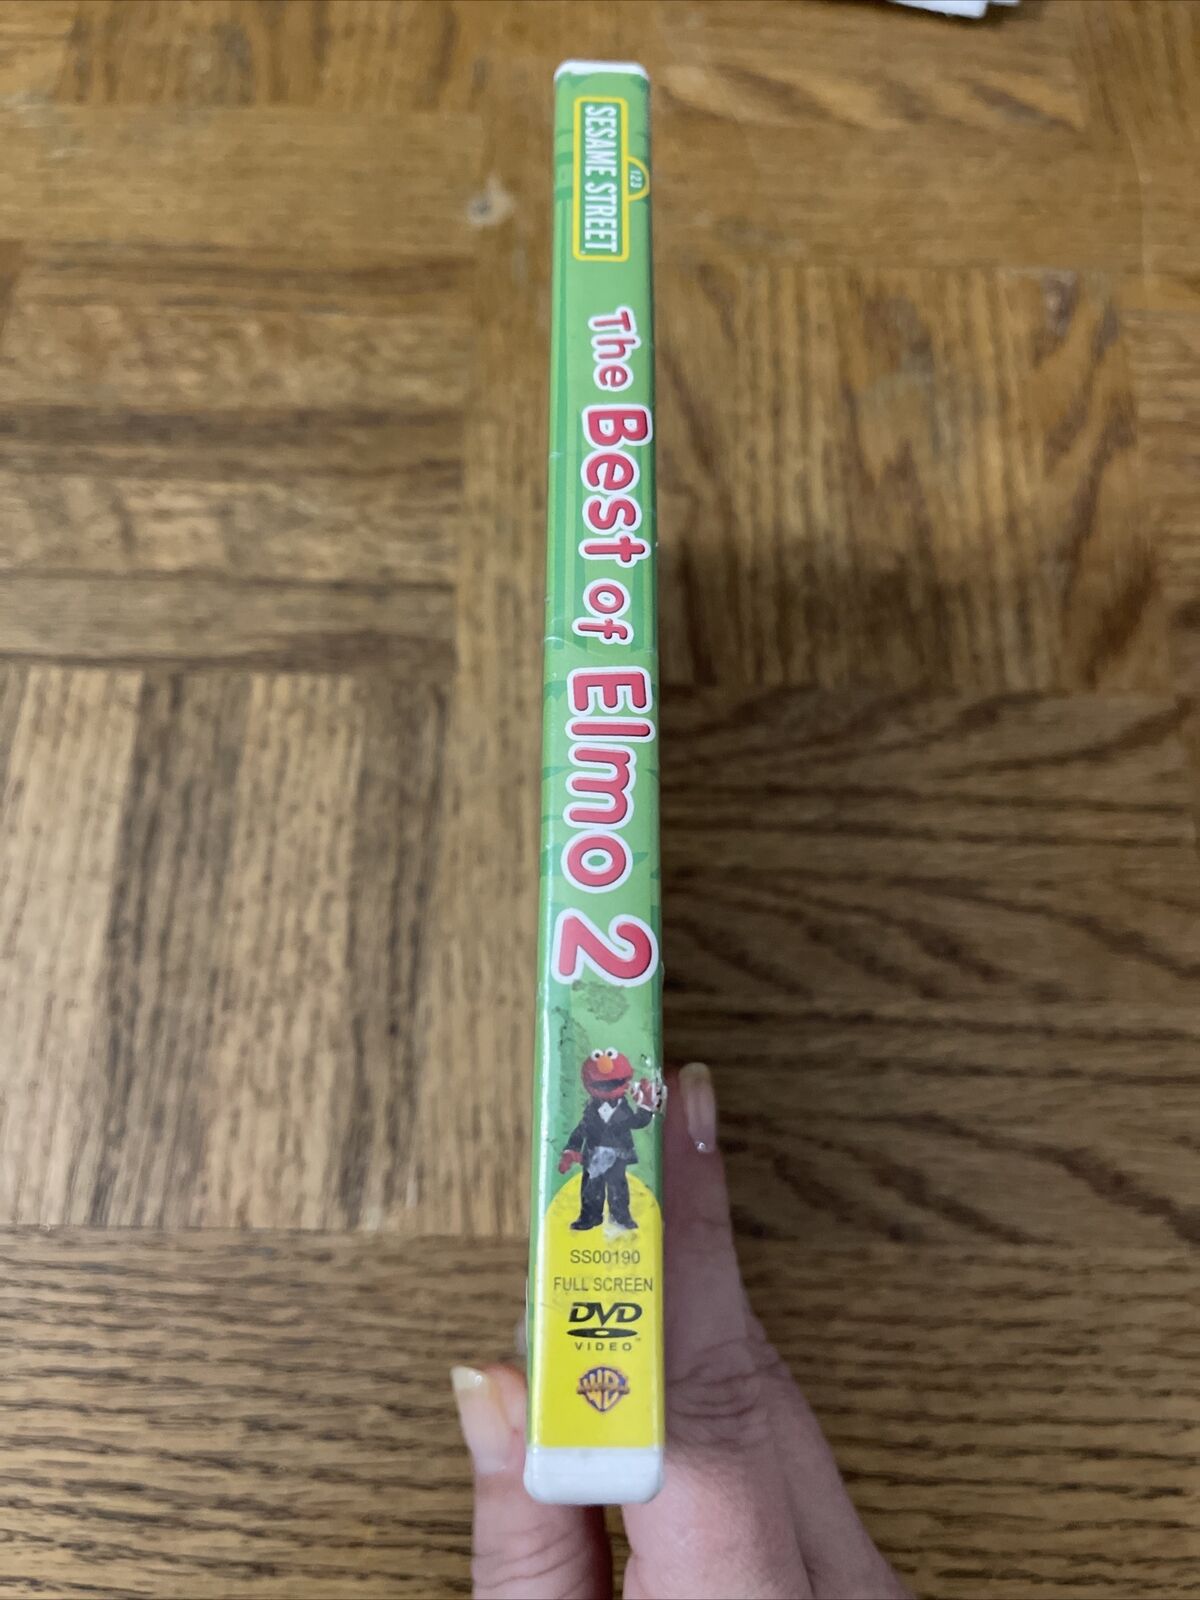 123
SESAME STREET
The Best of Elmo 2
SS00190
FULL SCREEN
DVD
VIDEO
WB